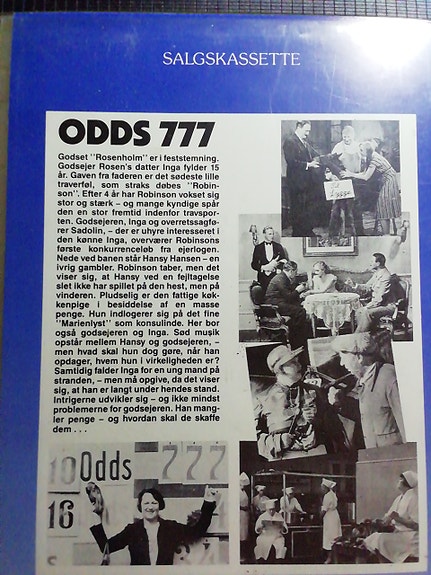 SALGSKASSETTE
ODDS 777
Godset "Rosenholm" er i feststemning.
Godsejer Rosen's datter Inga fylder 15
år. Gaven fra faderen er det sødeste lille
traverføl, som straks døbes "Robin-
son". Efter 4 år har Robinson vokset sig
stor og stærk – og mange kyndige spår
den en stor fremtid indenfor travspor-
ten. Godsejeren, Inga og overretssagfø-
rer Sadolin, – der er uhyre interesseret i
den kønne Inga, overværer Robinsons
første konkurrenceløb fra ejerlogen.
Nede ved banen står Hansy Hansen – en
ivrig gambler. Robinson taber, men det
viser sig, at Hansy ved en fejltagelse
slet ikke har spillet på den hest, men på
vinderen. Pludselig er den fattige køk-
kenpige i besiddelse af en masse
penge. Hun indlogerer sig på det fine
"Marienlyst" som konsulinde. Her bor
også godsejeren og Inga. Sød musik
opstår mellem Hansy og godsejeren, –
men hvad skal hun dog gøre, når han
opdager, hvem hun i virkeligheden er?
Samtidig falder Inga for en ung mand på
stranden, – men må opgive, da det viser
sig, at han er langt under hendes stand.
Intrigerne udvikler sig – og ikke mindst
problemerne for godsejeren. Han mang-
ler penge – og hvordan skal de skaffe
dem . . .
10 Odds 777
16